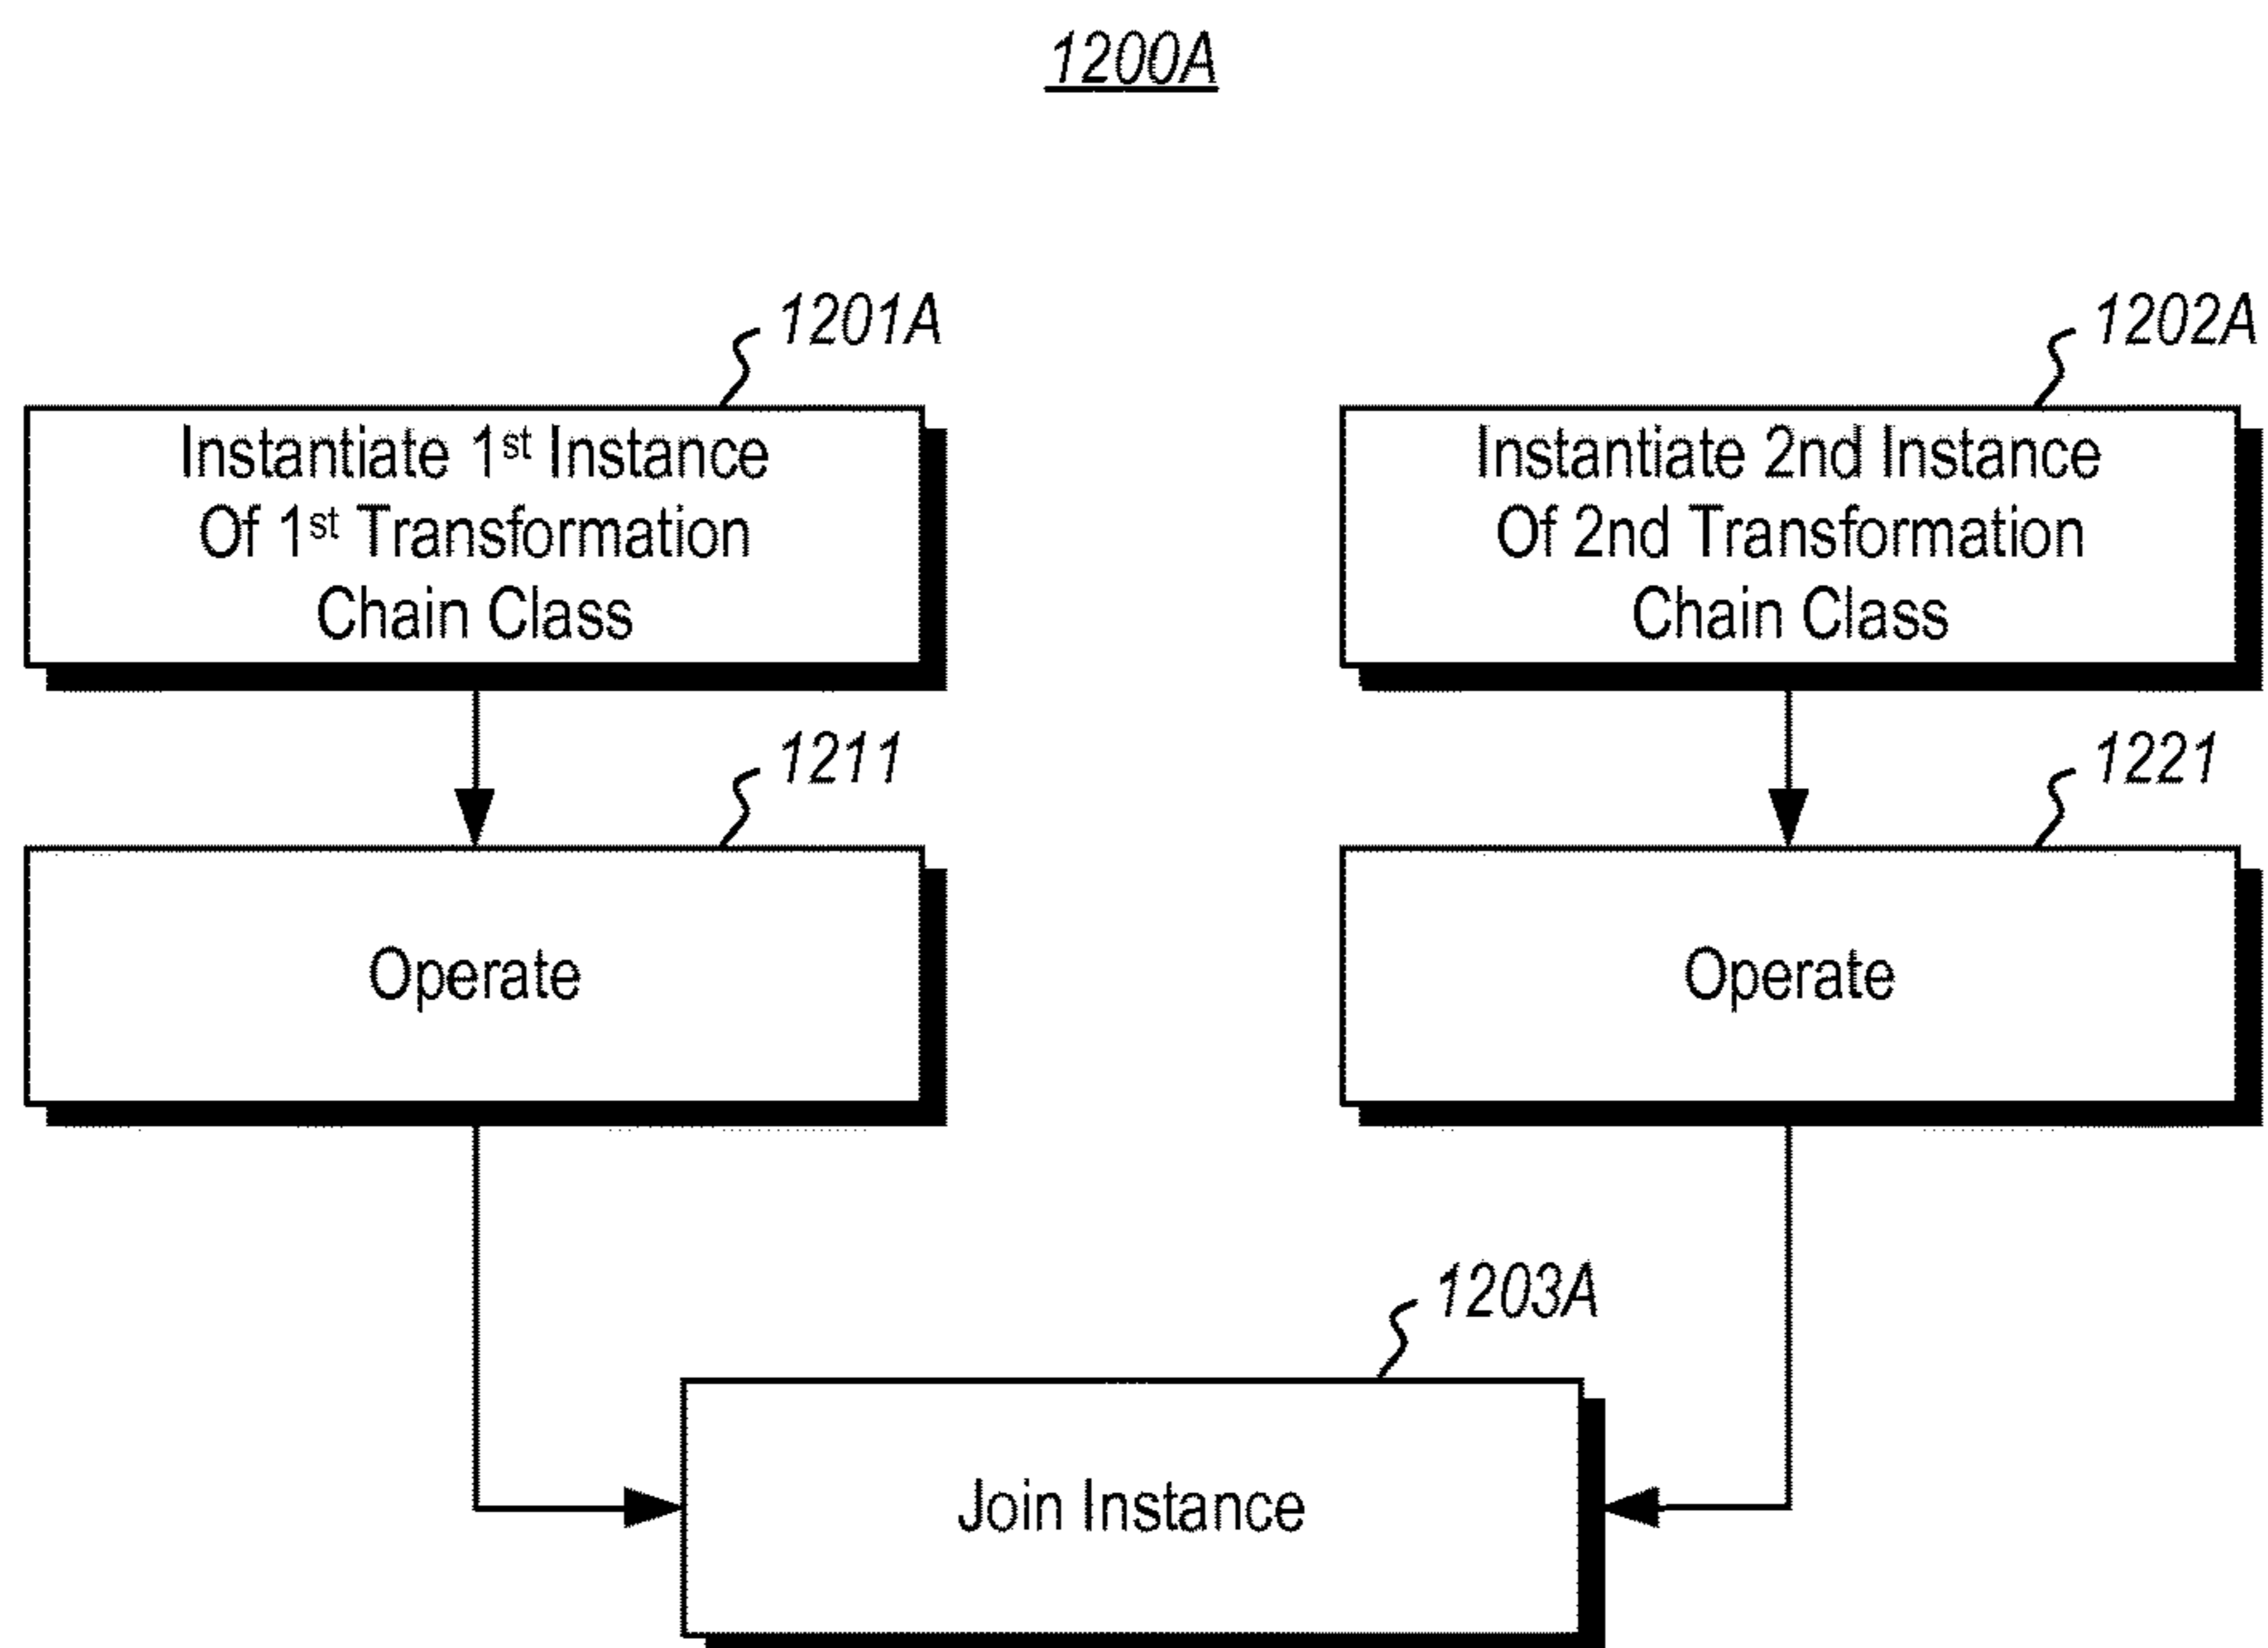 1200A
1201A
Instantiate 1st Instance
Of 1st Transformation
Chain Class
1202A
Instantiate 2nd Instance
Of 2nd Transformation
Chain Class
1211
Operate
1221
Operate
1203A
Join Instance